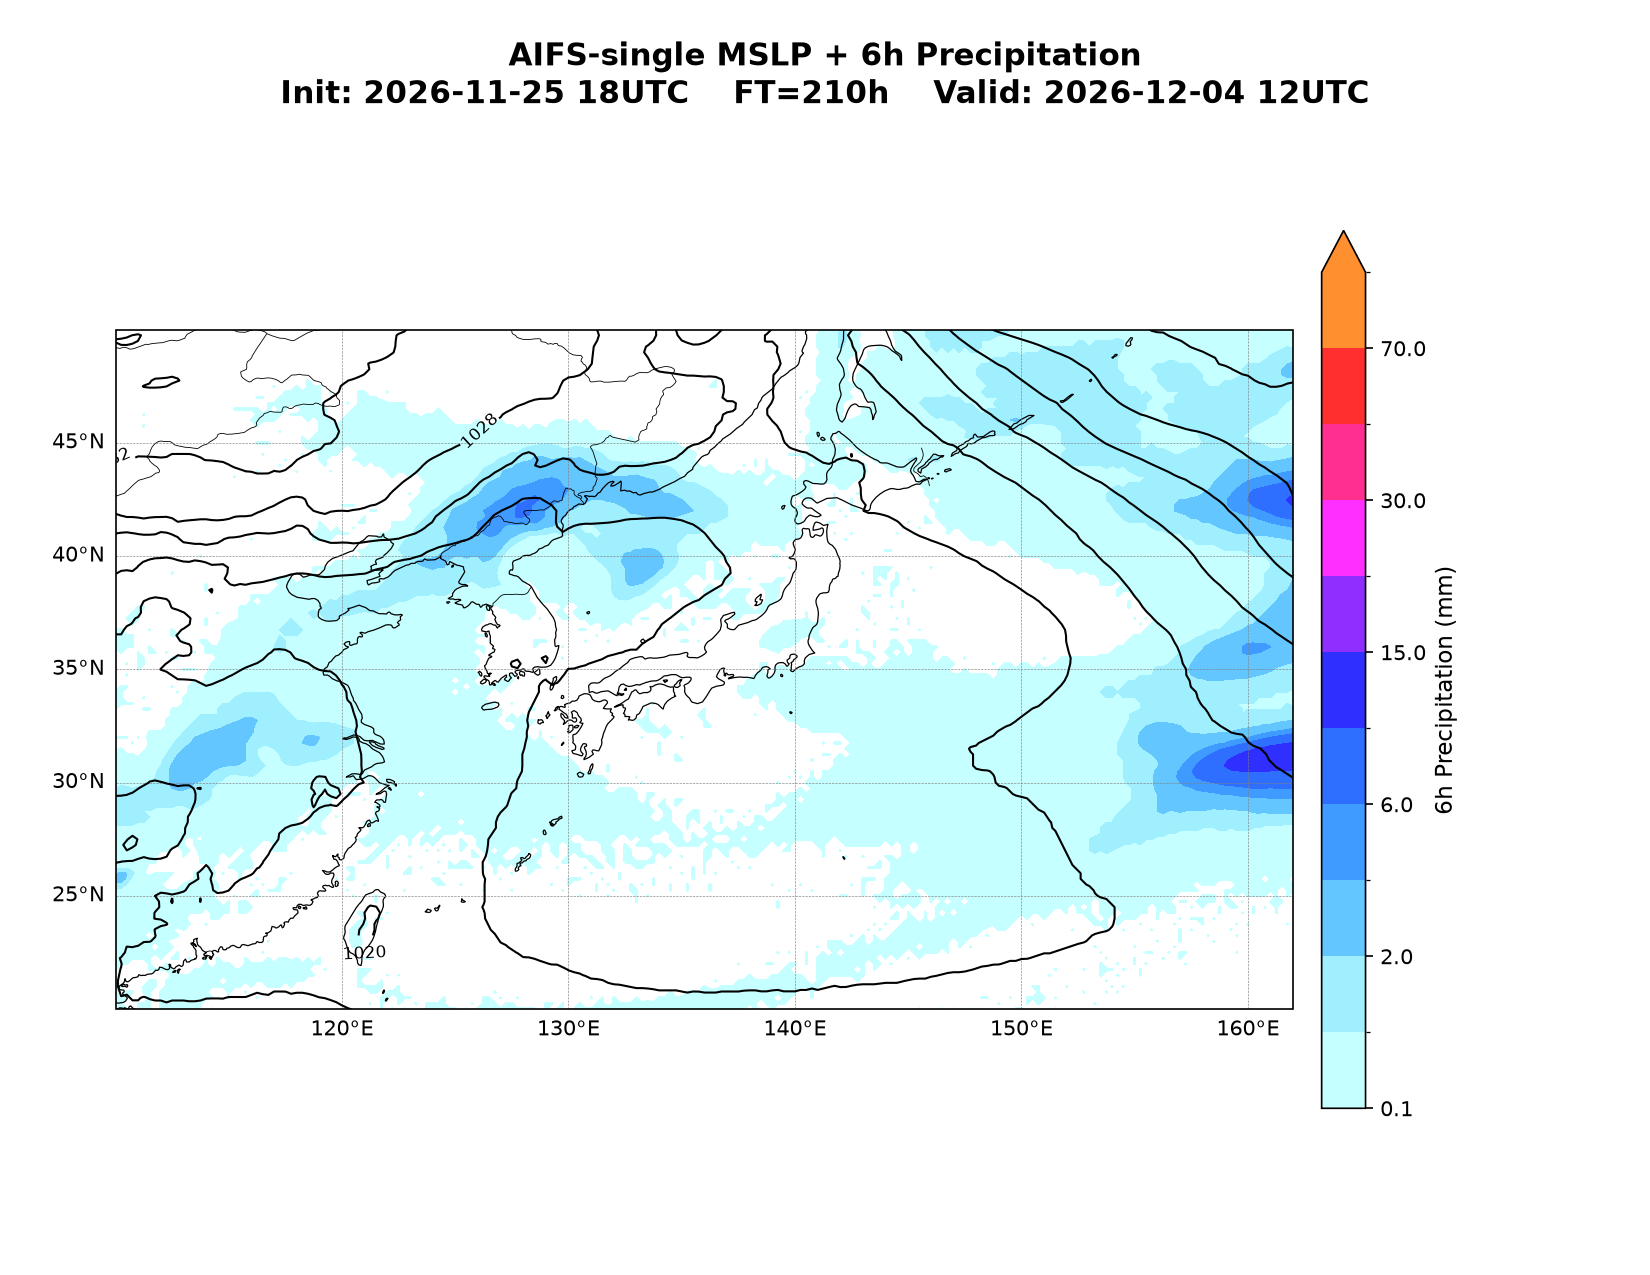 AIFS-single MSLP + 6h Precipitation
Init: 2026-11-25 18UTC    FT=210h    Valid: 2026-12-04 12UTC
70.0
30.0
15.0
6.0
2.0
0.1
6h Precipitation (mm)
45°N
40°N
35°N
30°N
25°N
1028
1020
120°E
130°E
140°E
150°E
160°E